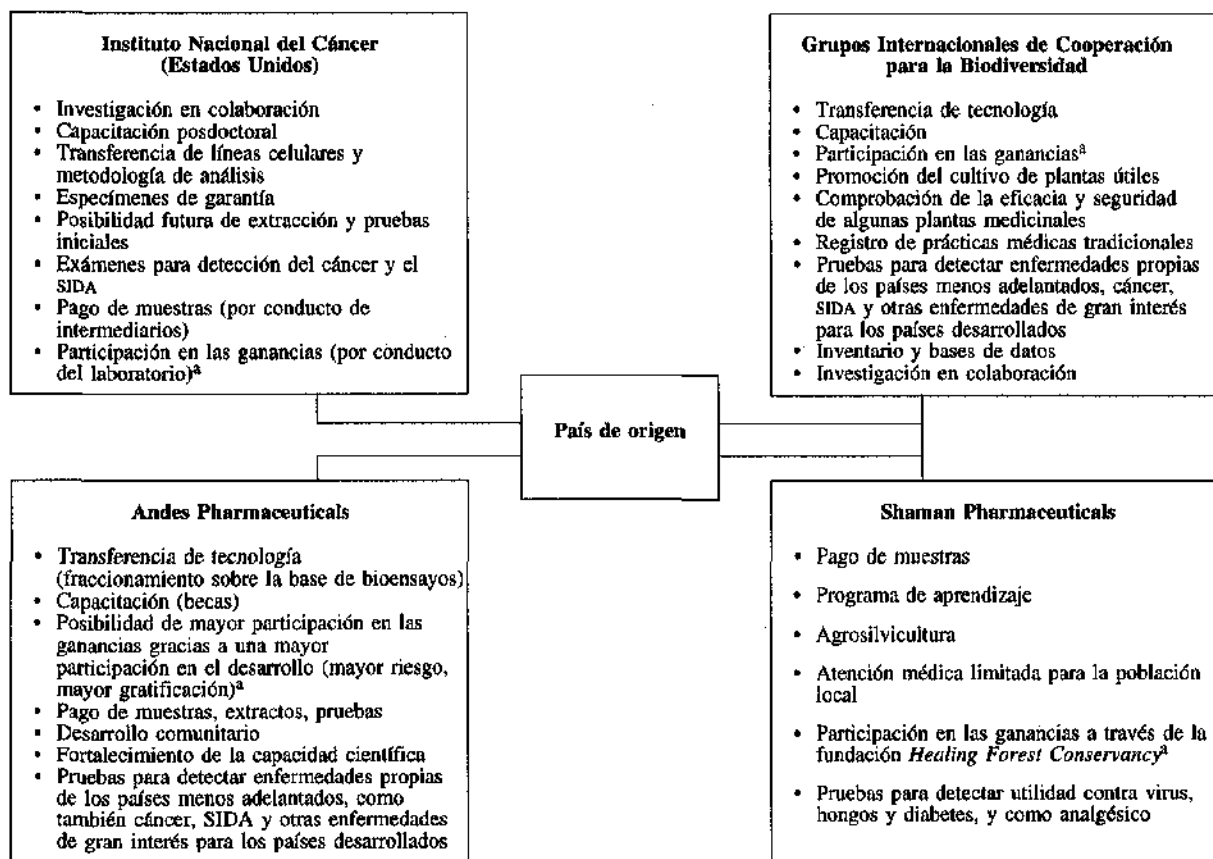 Instituto Nacional del Cáncer
(Estados Unidos)
• Investigación en colaboración
• Capacitación posdoctoral
• Transferencia de líneas celulares y
metodología de análisis
• Especímenes de garantía
• Posibilidad futura de extracción y pruebas
iniciales
• Exámenes para detección del cáncer y el
SIDA
• Pago de muestras (por conducto de
intermediarios)
• Participación en las ganancias (por conducto
del laboratorio)ª
Grupos Internacionales de Cooperación
para la Biodiversidad
• Transferencia de tecnología
• Capacitación
• Participación en las gananciasª
• Promoción del cultivo de plantas útiles
• Comprobación de la eficacia y seguridad
de algunas plantas medicinales
• Registro de prácticas médicas tradicionales
• Pruebas para detectar enfermedades propias
de los países menos adelantados, cáncer,
SIDA y otras enfermedades de gran interés
para los países desarrollados
• Inventario y bases de datos
• Investigación en colaboración
País de origen
Andes Pharmaceuticals
• Transferencia de tecnología
(fraccionamiento sobre la base de bioensayos)
• Capacitación (becas)
• Posibilidad de mayor participación en las
ganancias gracias a una mayor
participación en el desarrollo (mayor riesgo,
mayor gratificación)ª
• Pago de muestras, extractos, pruebas
• Desarrollo comunitario
• Fortalecimiento de la capacidad científica
• Pruebas para detectar enfermedades propias
de los países menos adelantados, como
también cáncer, SIDA y otras enfermedades
de gran interés para los países desarrollados
Shaman Pharmaceuticals
• Pago de muestras
• Programa de aprendizaje
• Agrosilvicultura
• Atención médica limitada para la población
local
• Participación en las ganancias a través de la
fundación Healing Forest Conservancyª
• Pruebas para detectar utilidad contra virus,
hongos y diabetes, y como analgésico